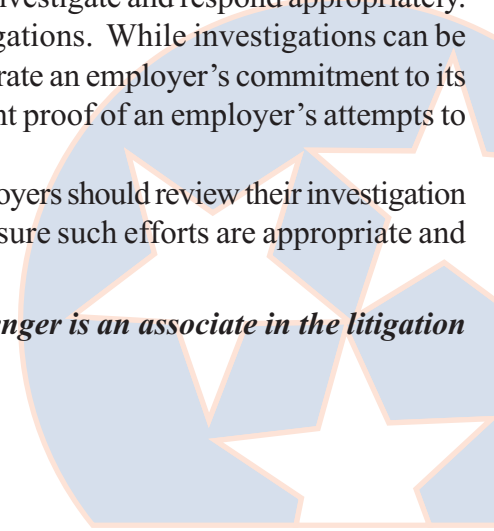 investigate and respond appropriately.
gations. While investigations can be
rate an employer’s commitment to its
nt proof of an employer’s attempts to
oyers should review their investigation
sure such efforts are appropriate and
enger is an associate in the litigation